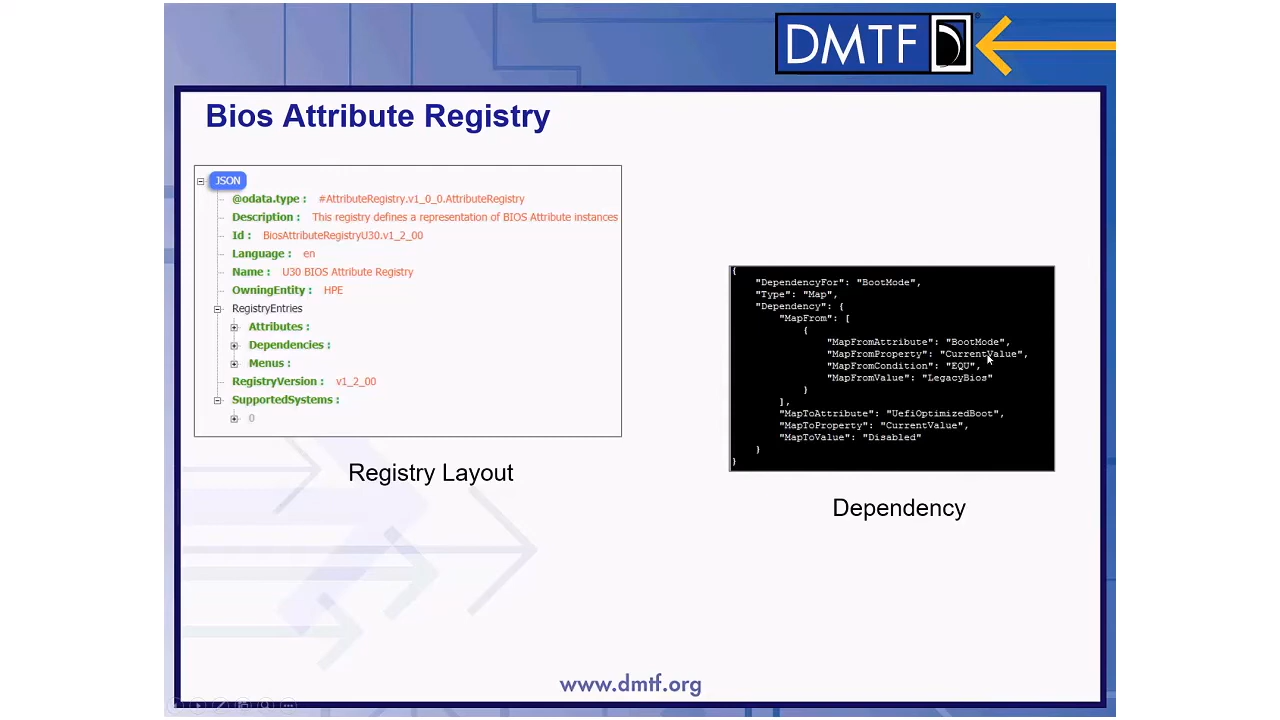 DMTF
Bios Attribute Registry
JSON
@odata.type : #AttributeRegistry.v1_0_0.AttributeRegistry
Description : This registry defines a representation of BIOS Attribute instances
Id : BiosAttributeRegistryU30.v1_2_00
Language : en
Name : U30 BIOS Attribute Registry
OwningEntity : HPE
RegistryEntries
Attributes :
Dependencies :
Menus :
RegistryVersion : v1_2_00
SupportedSystems :
0
Registry Layout
{
"DependencyFor": "BootMode",
"Type": "Map",
"Dependency": {
"MapFrom": [
{
"MapFromAttribute": "BootMode",
"MapFromProperty": "CurrentValue",
"MapFromCondition": "EQU",
"MapFromValue": "LegacyBios"
}
],
"MapToAttribute": "UefiOptimizedBoot",
"MapToProperty": "CurrentValue",
"MapToValue": "Disabled"
}
}
Dependency
www.dmtf.org